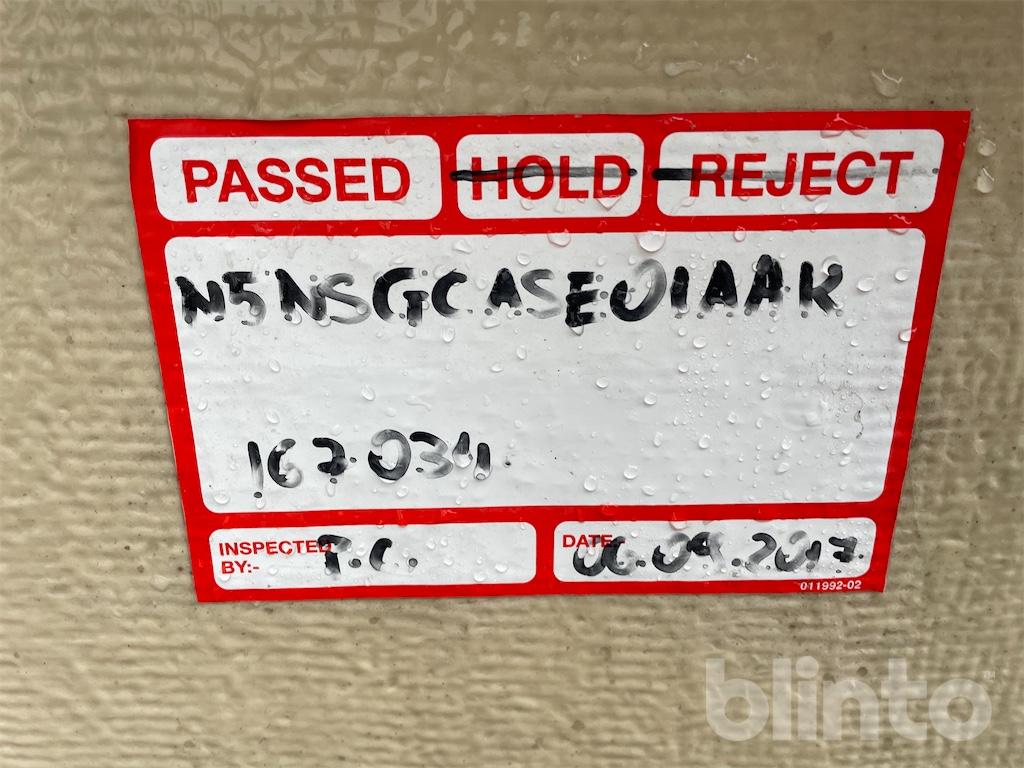 PASSED HOLD REJECT
N5NSGCASE01AAK
167034
INSPECTED BY:- P.C.
DATE 06.09.2017
011992-02
blinto